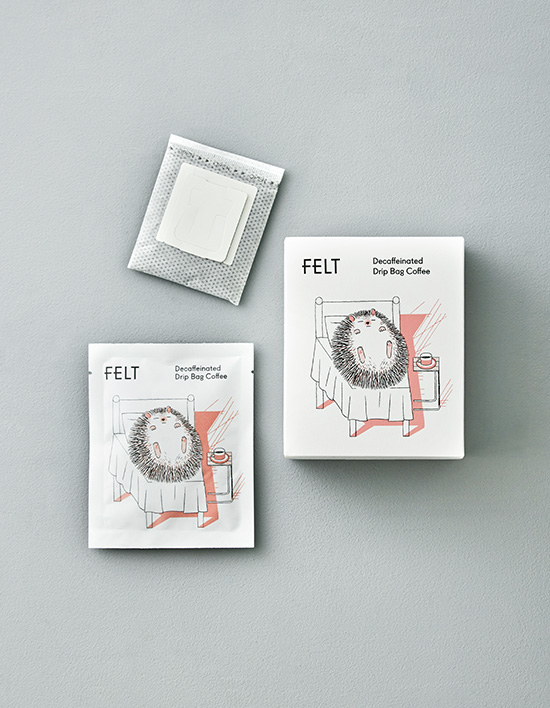 FELT
Decaffeinated
Drip Bag Coffee
FELT
Decaffeinated
Drip Bag Coffee